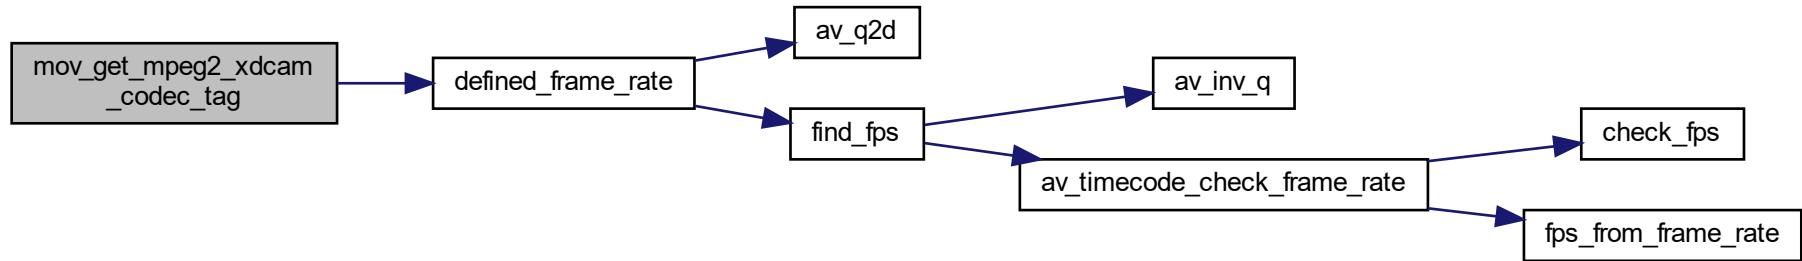 mov_get_mpeg2_xdcam
_codec_tag
defined_frame_rate
av_q2d
find_fps
av_inv_q
av_timecode_check_frame_rate
check_fps
fps_from_frame_rate